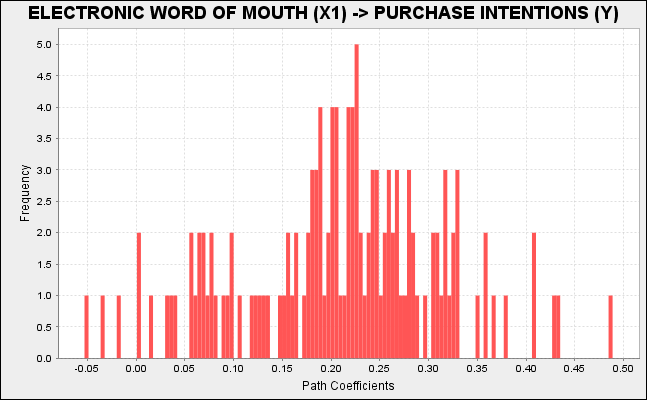 ELECTRONIC WORD OF MOUTH (X1) -> PURCHASE INTENTIONS (Y)
5.0
4.5
4.0
3.5
3.0
2.5
2.0
1.5
1.0
0.5
0.0
Frequency
-0.05 0.00 0.05 0.10 0.15 0.20 0.25 0.30 0.35 0.40 0.45 0.50
Path Coefficients